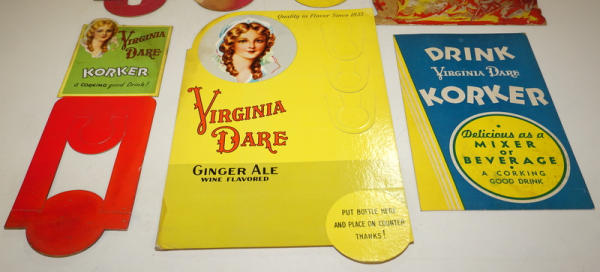 VIRGINIA
DARE
KORKER
a CORKING good Drink!
Quality in Flavor Since 1835
VIRGINIA
DARE
GINGER ALE
WINE FLAVORED
PUT BOTTLE HERE
AND PLACE ON COUNTER
THANKS!
DRINK
VIRGINIA DARE
KORKER
Delicious as a
MIXER
or
BEVERAGE
A CORKING
GOOD DRINK